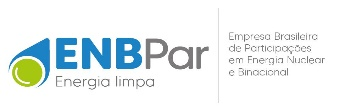 ENBPar
Energia limpa
Empresa Brasileira
de Participações
em Energia Nuclear
e Binacional